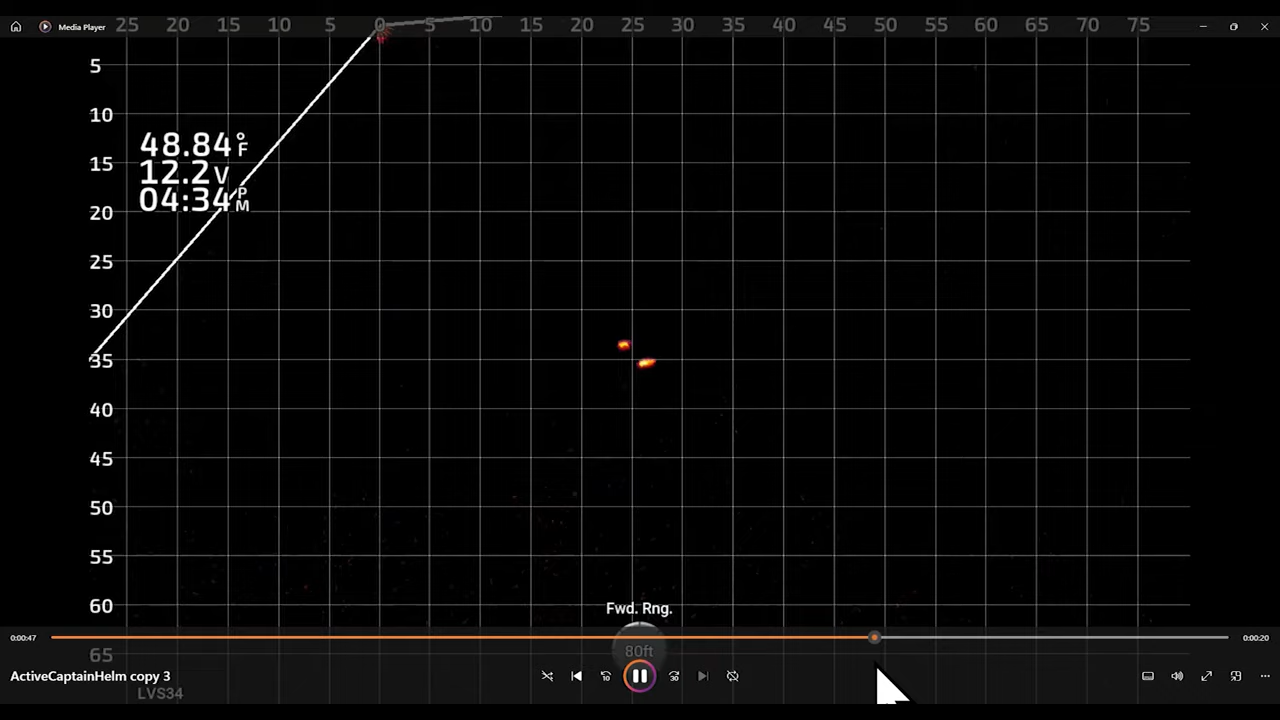 Media Player
25 20 15 10 5 0 5 10 15 20 25 30 35 40 45 50 55 60 65 70 75
5
10
48.84°F
15
12.2V
04:34PM
20
25
30
35
40
45
50
55
60
Fwd. Rng.
0:00:47
0:00:20
65
80ft
ActiveCaptainHelm copy 3
10
30
LVS34